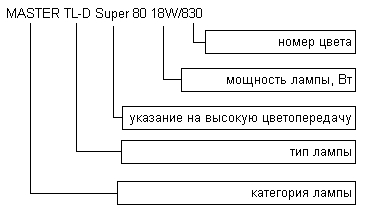 MASTER TL-D Super 80 18W/830
номер цвета
мощность лампы, Вт
указание на высокую цветопередачу
тип лампы
категория лампы